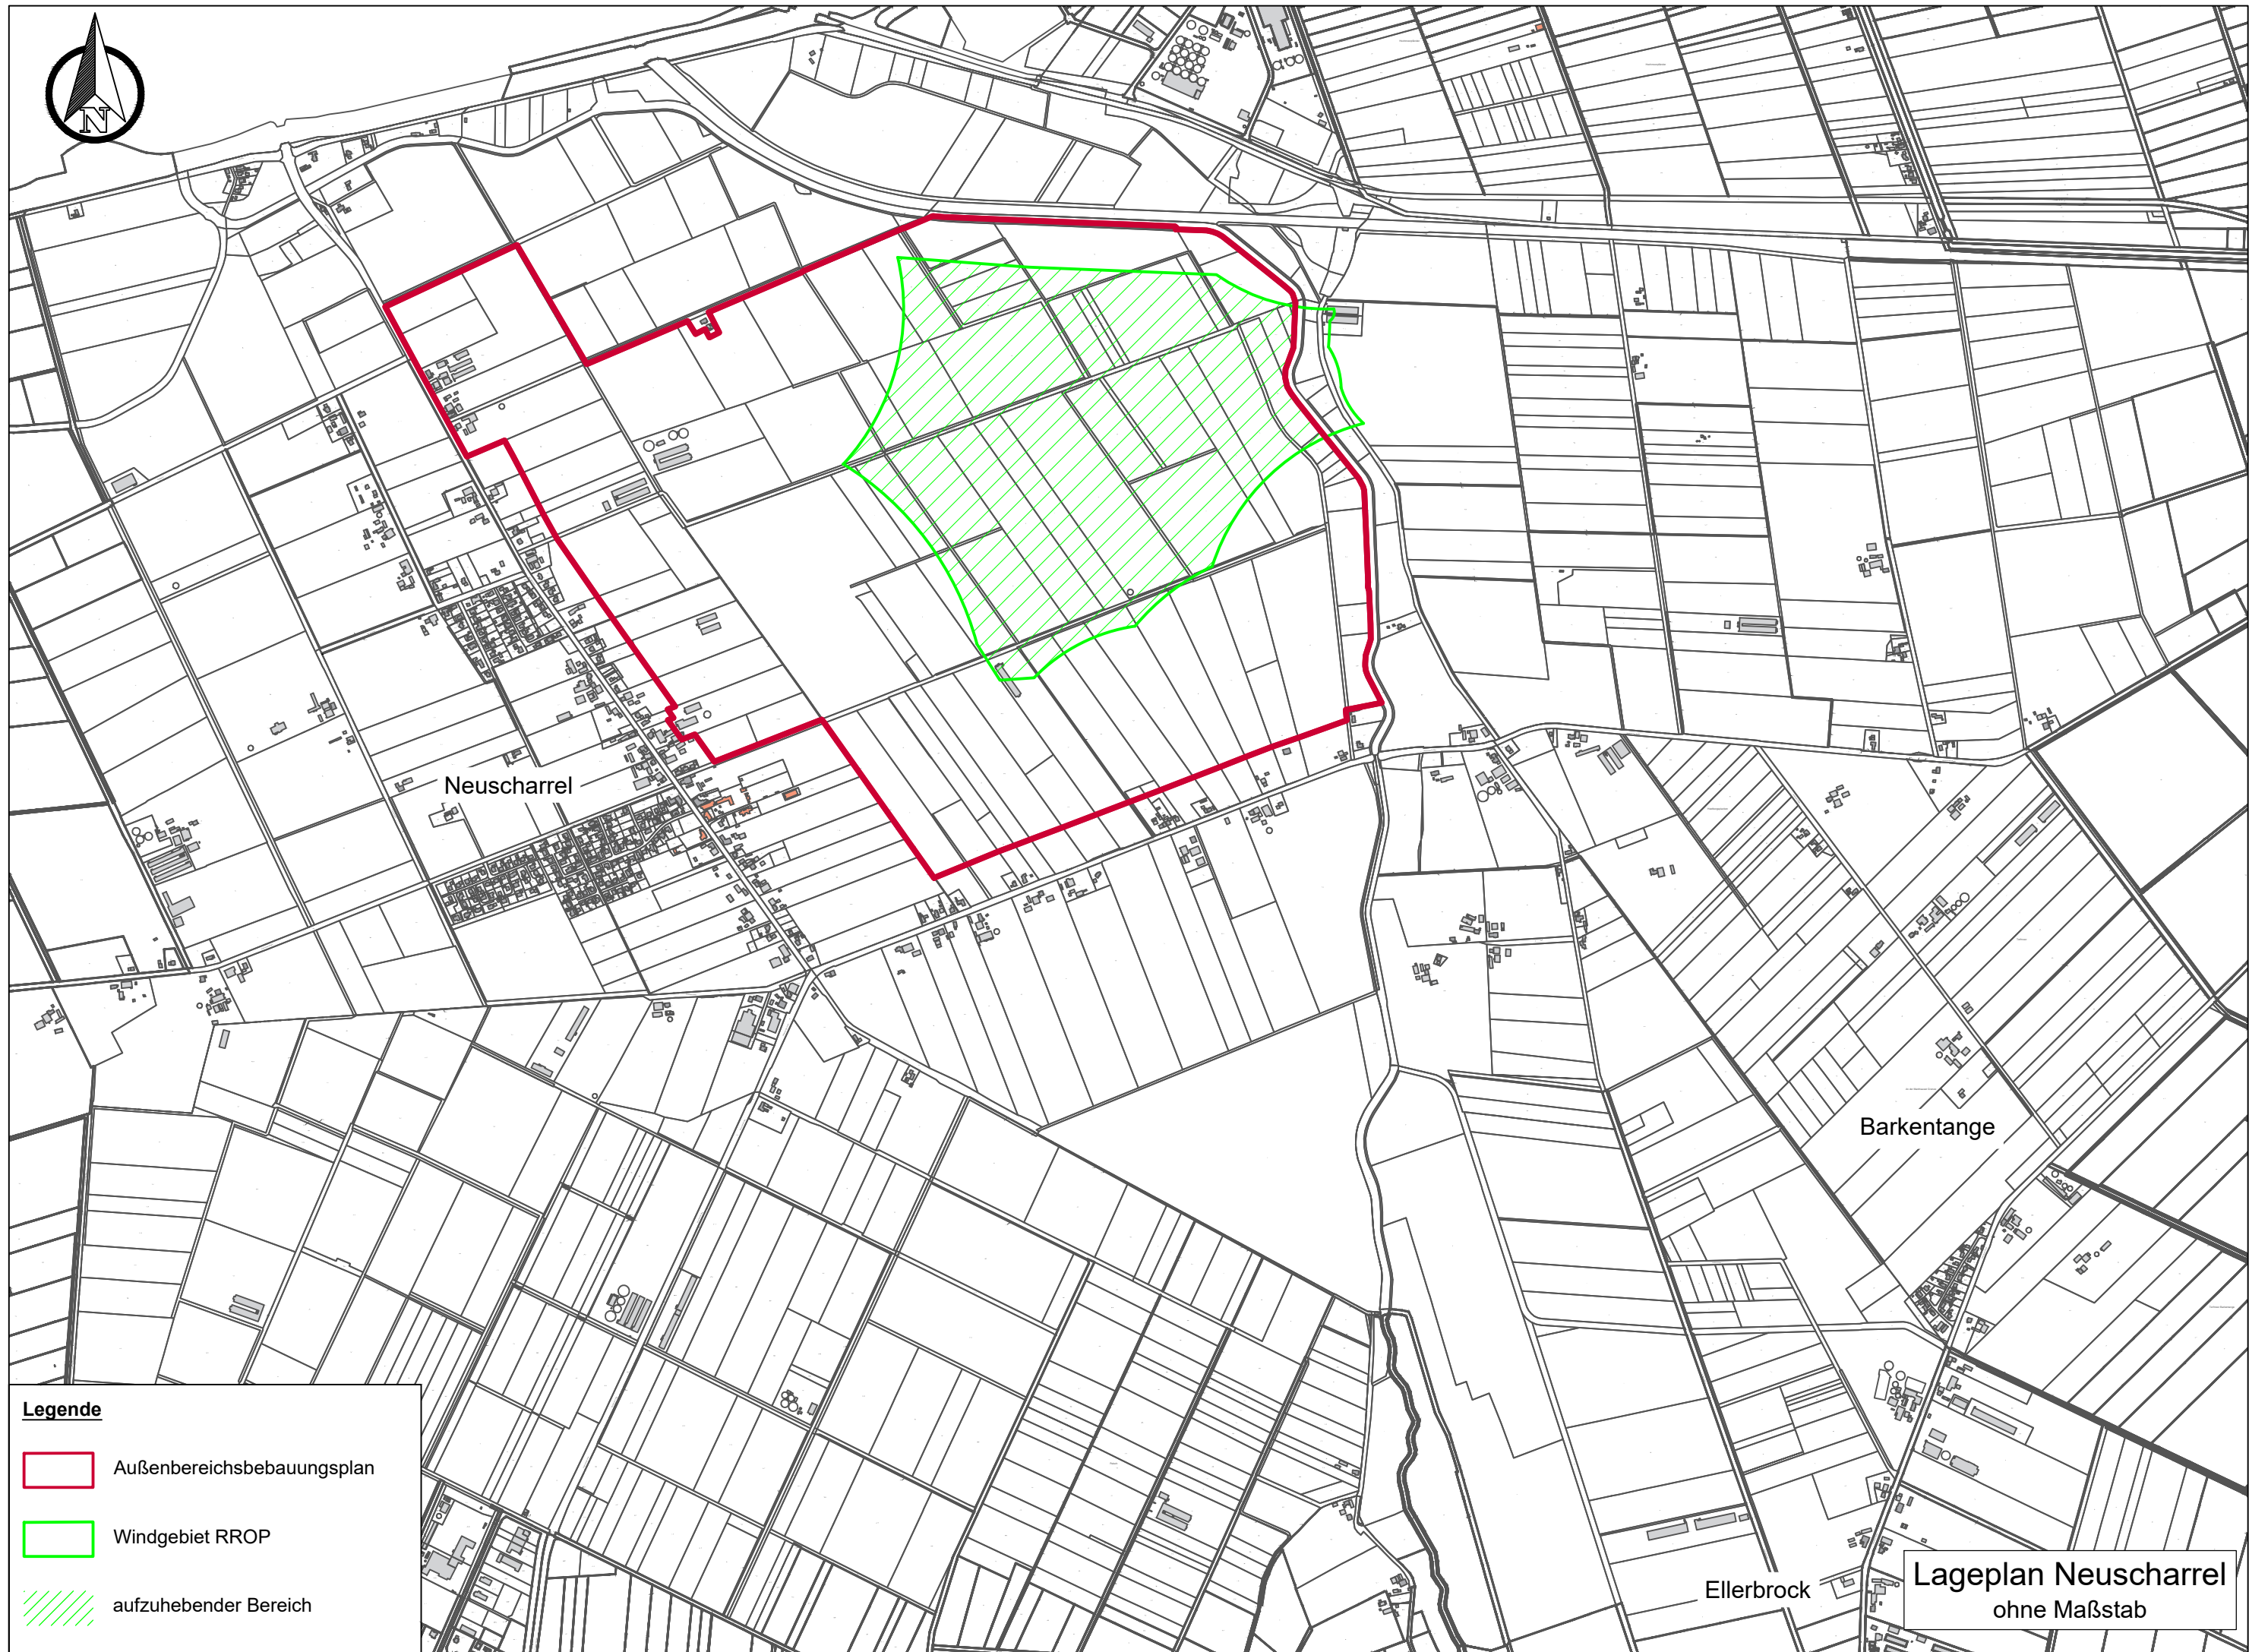 N
Neuscharrel
Barkentange
Ellerbrock
Legende
Außenbereichsbebauungsplan
Windgebiet RROP
aufzuhebender Bereich
Lageplan Neuscharrel
ohne Maßstab